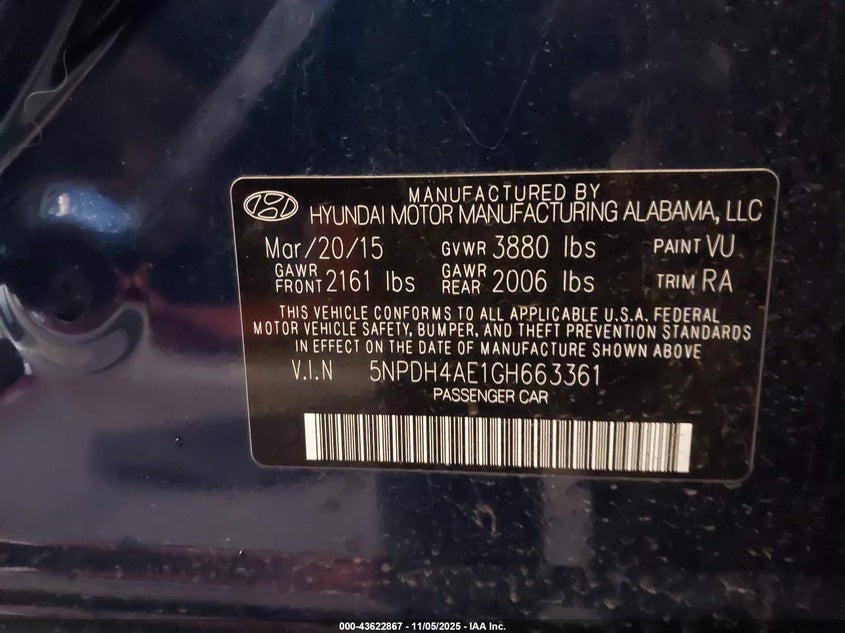 MANUFACTURED BY
HYUNDAI MOTOR MANUFACTURING ALABAMA, LLC
Mar/20/15 GVWR 3880 lbs PAINT VU
GAWR FRONT 2161 lbs GAWR REAR 2006 lbs TRIM RA
THIS VEHICLE CONFORMS TO ALL APPLICABLE U.S.A. FEDERAL
MOTOR VEHICLE SAFETY, BUMPER, AND THEFT PREVENTION STANDARDS
IN EFFECT ON THE DATE OF MANUFACTURE SHOWN ABOVE
V.I.N 5NPDH4AE1GH663361
PASSENGER CAR
000-43622867 - 11/05/2025 - IAA Inc.